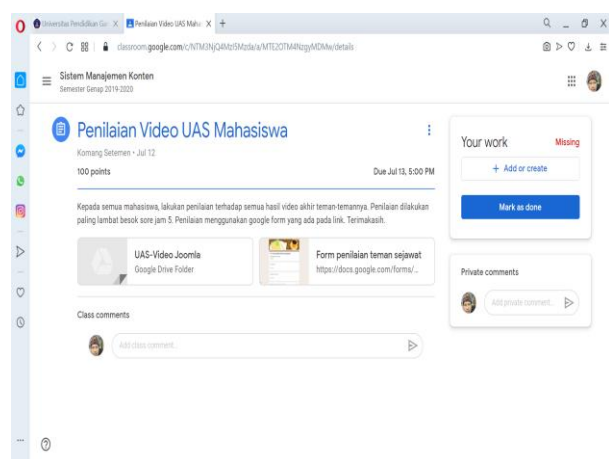 Universitas Pendidikan Ga
Penilaian Video UAS Maha
classroom.google.com/c/NTM3NjQ4MzI5Mzda/a/MTE2OTM4NzgyMDMw/details
Sistem Manajemen Konten
Semester Genap 2019-2020
Penilaian Video UAS Mahasiswa
Komang Setemen • Jul 12
100 points
Due Jul 13, 5:00 PM
Kepada semua mahasiswa, lakukan penilaian terhadap semua hasil video akhir teman-temannya. Penilaian dilakukan
paling lambat besok sore jam 5. Penilaian menggunakan google form yang ada pada link. Terimakasih.
UAS-Video Joomla
Google Drive Folder
Form penilaian teman sejawat
https://docs.google.com/forms/...
Class comments
Add class comment...
Your work
Missing
+ Add or create
Mark as done
Private comments
Add private comment...